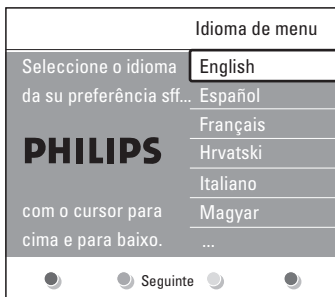 Idioma de menu
Seleccione o idioma
da su preferência sff...
PHILIPS
com o cursor para
cima e para baixo.
English
Español
Français
Hrvatski
Italiano
Magyar
...
Seguinte